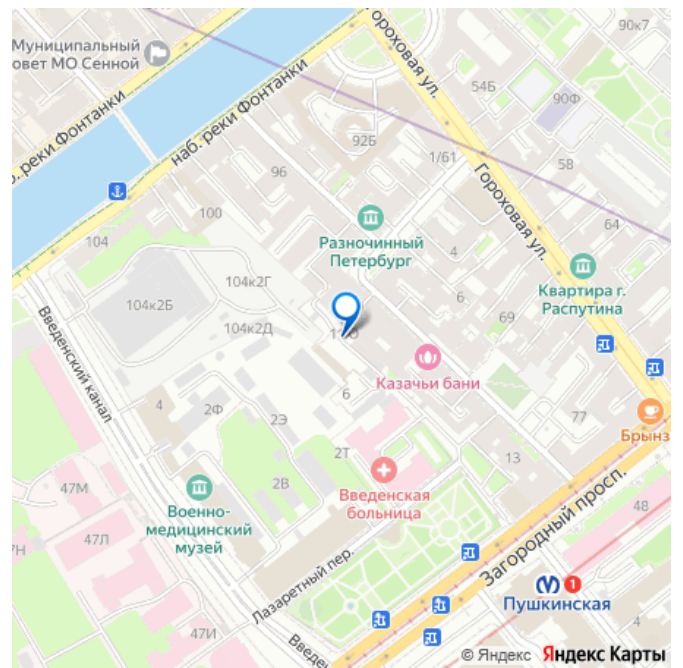 90к7
Муниципальный
овет МО Сенной
Гороховая ул.
наб. реки Фонтанки
54Б
90Ф
о. реки Фонтанки
92Б
1/61
58
96
Гороховая ул.
100
64
104
Разночинный
Петербург
4
104к2Г
6
Квартира г.
Распутина
104к2Б
69
104к2Д
Введенский канал
Казачьи бани
6
4
2Ф
2Э
77
Брынз
2Т
13
47М
Введенская
больница
2В
Военно-
медицинский
музей
48
Загородный просп.
47Л
7Н
Лазаретный пер.
1
Пушкинская
47И
4
Введе
© Яндекс Яндекс Карты